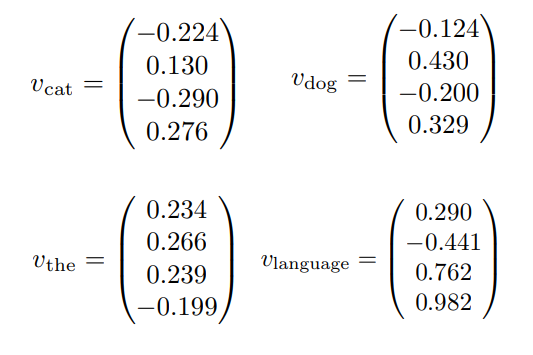 v_cat = (−0.224 0.130 −0.290 0.276)
v_dog = (−0.124 0.430 −0.200 0.329)
v_the = (0.234 0.266 0.239 −0.199)
v_language = (0.290 −0.441 0.762 0.982)